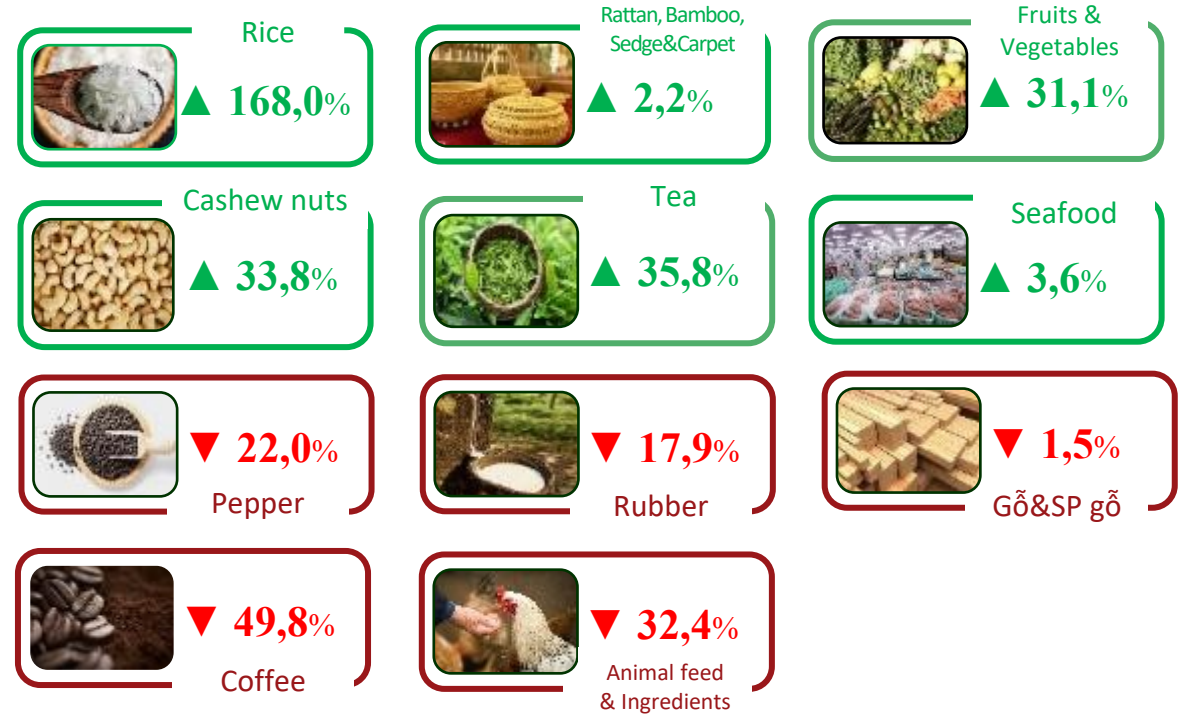 Rice
▲ 168,0%
Rattan, Bamboo,
Sedge&Carpet
▲ 2,2%
Fruits &
Vegetables
▲ 31,1%
Cashew nuts
▲ 33,8%
Tea
▲ 35,8%
Seafood
▲ 3,6%
▼ 22,0%
Pepper
▼ 17,9%
Rubber
▼ 1,5%
Gỗ&SP gỗ
▼ 49,8%
Coffee
▼ 32,4%
Animal feed
& Ingredients